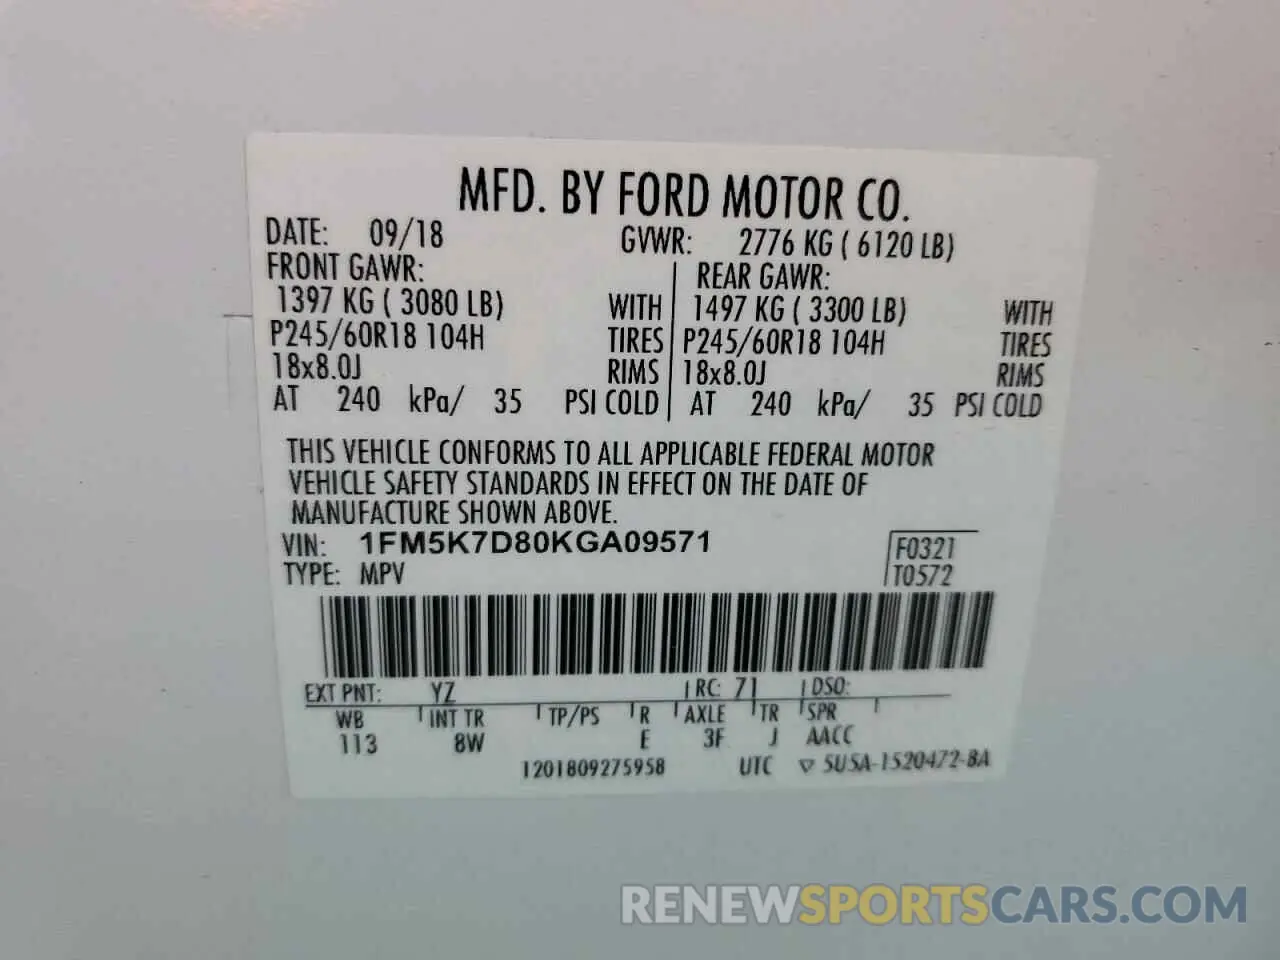 MFD. BY FORD MOTOR CO.
DATE: 09/18 GVWR: 2776 KG ( 6120 LB)
FRONT GAWR: REAR GAWR:
1397 KG ( 3080 LB) WITH 1497 KG ( 3300 LB) WITH
P245/60R18 104H TIRES P245/60R18 104H TIRES
18x8.0J RIMS 18x8.0J RIMS
AT 240 kPa/ 35 PSI COLD AT 240 kPa/ 35 PSI COLD
THIS VEHICLE CONFORMS TO ALL APPLICABLE FEDERAL MOTOR
VEHICLE SAFETY STANDARDS IN EFFECT ON THE DATE OF
MANUFACTURE SHOWN ABOVE.
VIN: 1FM5K7D80KGA09571 F0321
TYPE: MPV T0572
EXT PNT: YZ RC: 71 DSO:
WB INT TR TP/PS R AXLE TR SPR
113 8W E 3F J AACC
1201809275958 UTC ▽ 5U5A-1520472-BA
RENEWSPORTSCARS.COM